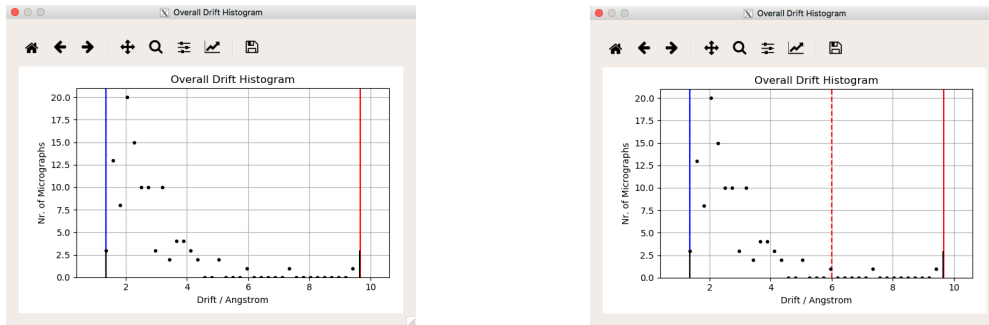 Overall Drift Histogram
Overall Drift Histogram
20.0
17.5
15.0
12.5
10.0
7.5
5.0
2.5
0.0
Nr. of Micrographs
2 4 6 8 10
Drift / Angstrom
Overall Drift Histogram
Overall Drift Histogram
20.0
17.5
15.0
12.5
10.0
7.5
5.0
2.5
0.0
Nr. of Micrographs
2 4 6 8 10
Drift / Angstrom